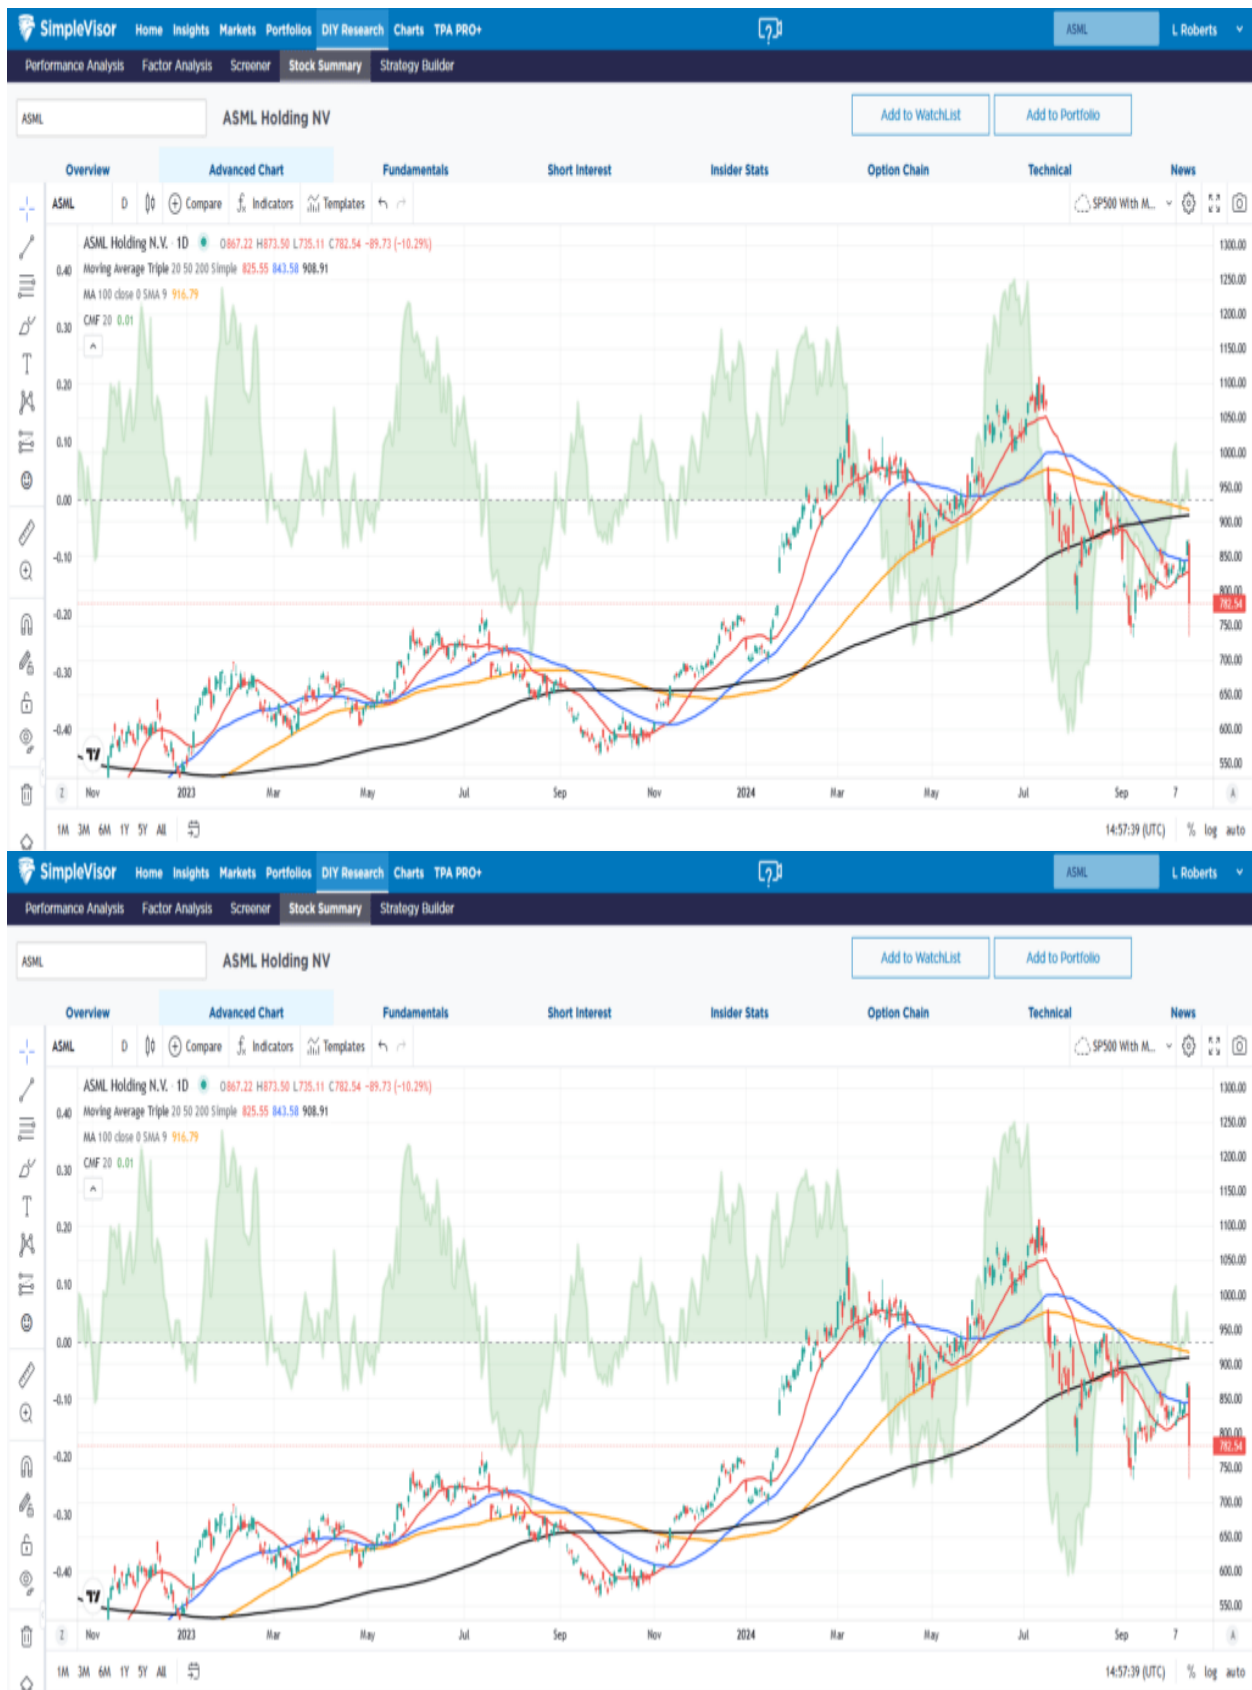 SimpleVisor Home Insights Markets Portfolios DIY Research Charts TPA PRO+ ASML L Roberts
Performance Analysis Factor Analysis Screener Stock Summary Strategy Builder
ASML ASML Holding NV Add to WatchList Add to Portfolio
Overview Advanced Chart Fundamentals Short Interest Insider Stats Option Chain Technical News
ASML D Compare Indicators Templates SP500 With M...
ASML Holding N.V. · 1D O867.22 H873.50 L735.11 C782.54 -89.73 (-10.29%)
Moving Average Triple 20 50 200 Simple 825.55 843.58 908.91
MA 100 close 0 SMA 9 916.79
CMF 20 0.01
0.40
0.30
0.20
0.10
0.00
-0.10
-0.20
-0.30
-0.40
1300.00
1250.00
1200.00
1150.00
1100.00
1050.00
1000.00
950.00
900.00
850.00
800.00
782.54
750.00
700.00
650.00
600.00
550.00
Z Nov 2023 Mar May Jul Sep Nov 2024 Mar May Jul Sep 7 A
1M 3M 6M 1Y 5Y All 14:57:39 (UTC) % log auto
SimpleVisor Home Insights Markets Portfolios DIY Research Charts TPA PRO+ ASML L Roberts
Performance Analysis Factor Analysis Screener Stock Summary Strategy Builder
ASML ASML Holding NV Add to WatchList Add to Portfolio
Overview Advanced Chart Fundamentals Short Interest Insider Stats Option Chain Technical News
ASML D Compare Indicators Templates SP500 With M...
ASML Holding N.V. · 1D O867.22 H873.50 L735.11 C782.54 -89.73 (-10.29%)
Moving Average Triple 20 50 200 Simple 825.55 843.58 908.91
MA 100 close 0 SMA 9 916.79
CMF 20 0.01
0.40
0.30
0.20
0.10
0.00
-0.10
-0.20
-0.30
-0.40
1300.00
1250.00
1200.00
1150.00
1100.00
1050.00
1000.00
950.00
900.00
850.00
800.00
782.54
750.00
700.00
650.00
600.00
550.00
Z Nov 2023 Mar May Jul Sep Nov 2024 Mar May Jul Sep 7 A
1M 3M 6M 1Y 5Y All 14:57:39 (UTC) % log auto